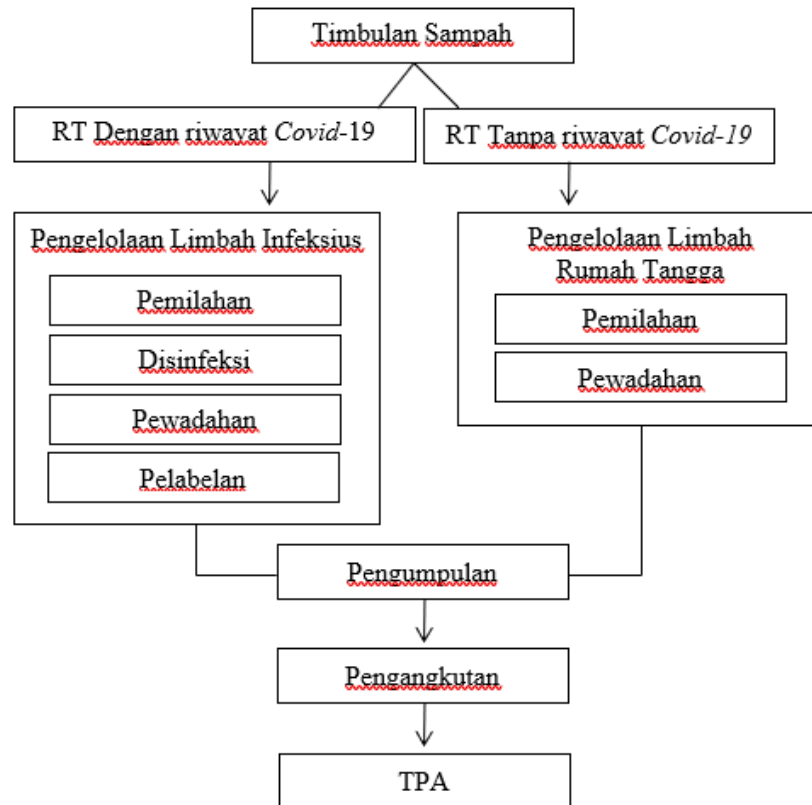 Timbulan Sampah
RT Dengan riwayat Covid-19
RT Tanpa riwayat Covid-19
Pengelolaan Limbah Infeksius
Pemilahan
Disinfeksi
Pewadahan
Pelabelan
Pengelolaan Limbah
Rumah Tangga
Pemilahan
Pewadahan
Pengumpulan
Pengangkutan
TPA